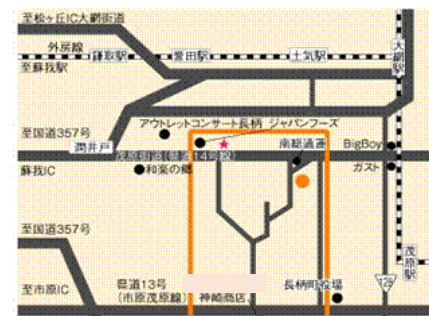 至松ヶ丘IC大網街道
外房線
鎌取駅
誉田駅
土気駅
大網駅
至蘇我駅
アウトレットコンサート長柄 ジャパンフーズ
至国道357号
潤井戸
茂原街道(県道14号線)
南総通運
BigBoy
蘇我IC
和楽の郷
ガスト
至国道357号
茂原駅
至市原IC
県道13号
(市原茂原線)
神崎商店
長柄町役場
128